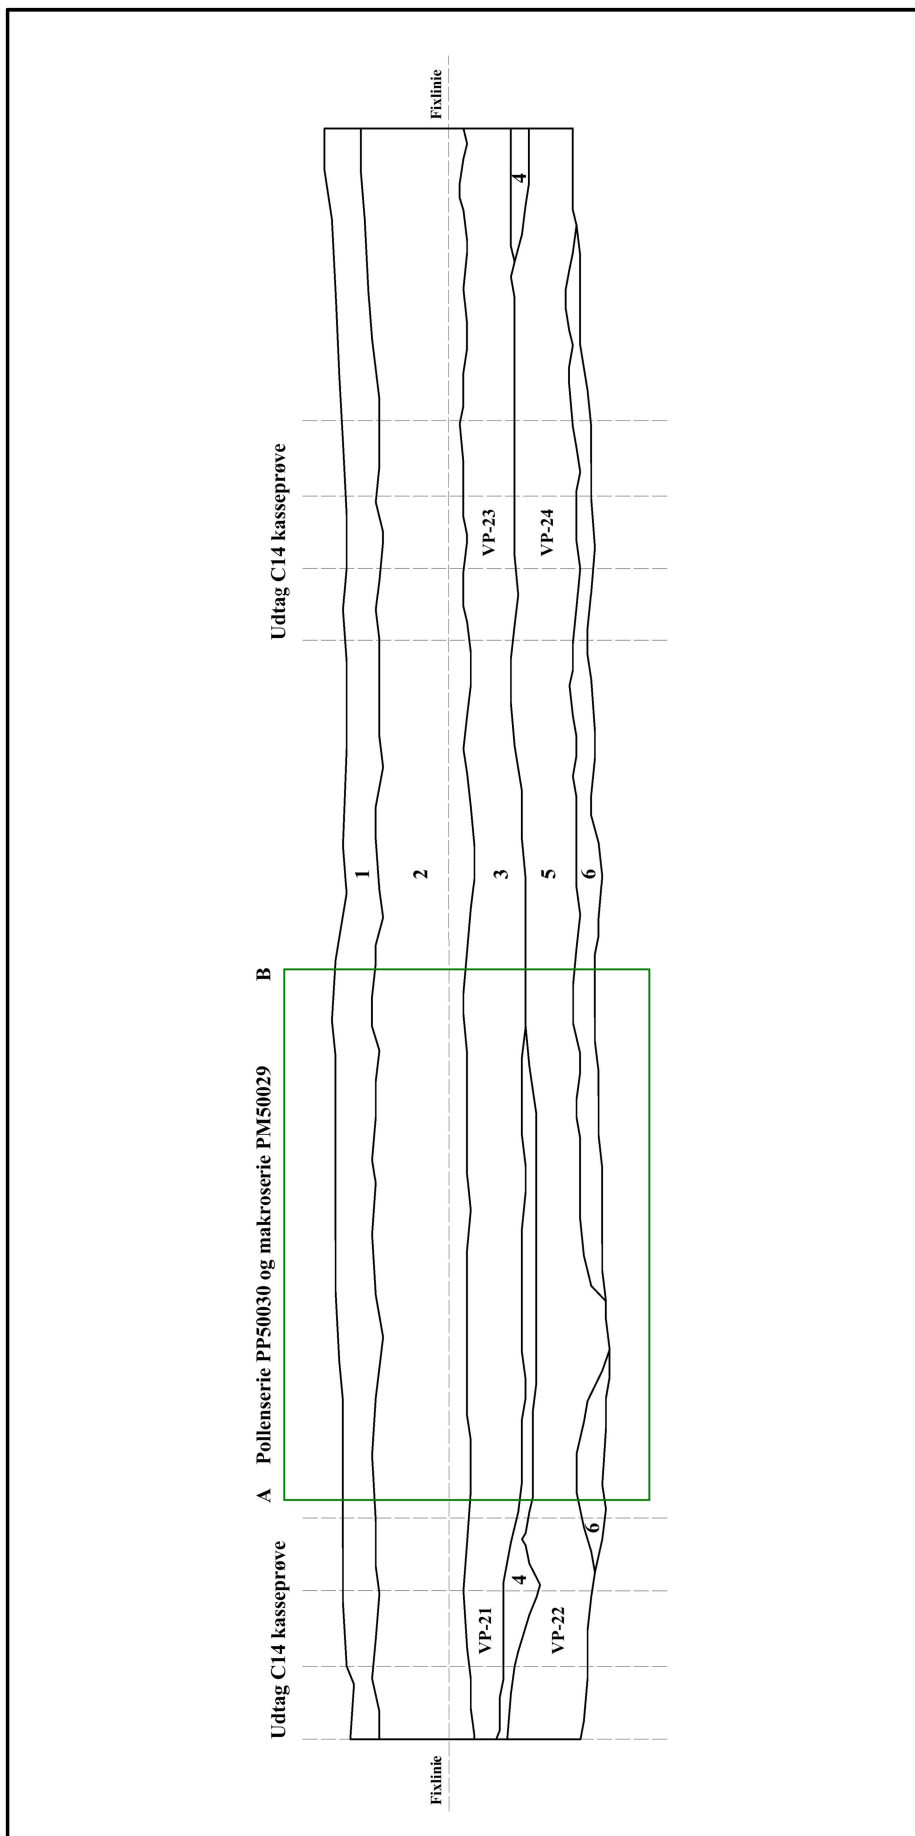 Udtag C14 kasseprøve
A
Pollenserie PP50030 og makroserie PM50029
B
Udtag C14 kasseprøve
Fixlinie
Fixlinie
1
2
VP-21
3
VP-23
4
4
VP-22
5
VP-24
6
6